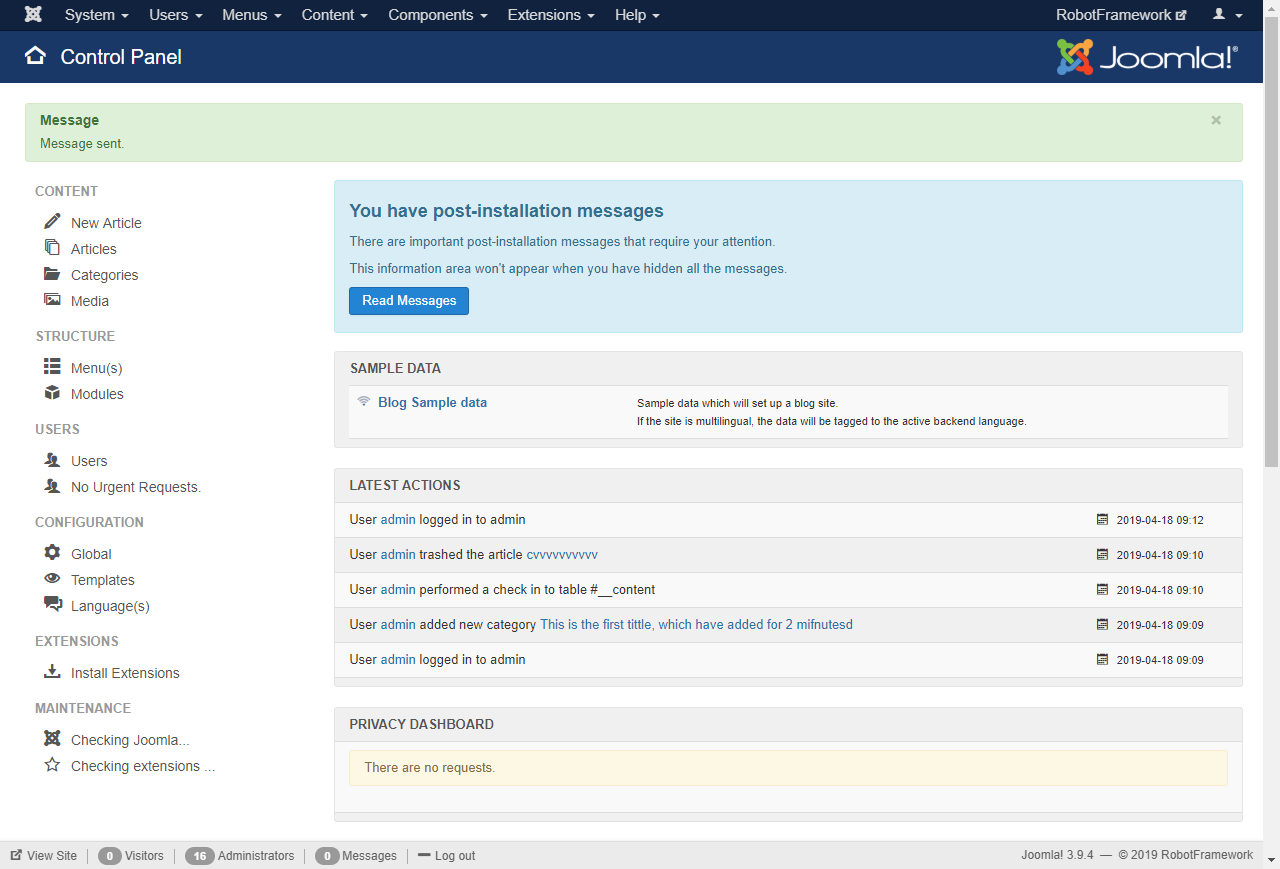 System Users Menus Content Components Extensions Help RobotFramework
Control Panel Joomla!®
Message ×
Message sent.
CONTENT
New Article
Articles
Categories
Media
STRUCTURE
Menu(s)
Modules
USERS
Users
No Urgent Requests.
CONFIGURATION
Global
Templates
Language(s)
EXTENSIONS
Install Extensions
MAINTENANCE
Checking Joomla...
Checking extensions ...
You have post-installation messages
There are important post-installation messages that require your attention.
This information area won't appear when you have hidden all the messages.
Read Messages
SAMPLE DATA
Blog Sample data Sample data which will set up a blog site.
If the site is multilingual, the data will be tagged to the active backend language.
LATEST ACTIONS
User admin logged in to admin 2019-04-18 09:12
User admin trashed the article cvvvvvvvvvv 2019-04-18 09:10
User admin performed a check in to table #__content 2019-04-18 09:10
User admin added new category This is the first tittle, which have added for 2 mifnutesd 2019-04-18 09:09
User admin logged in to admin 2019-04-18 09:09
PRIVACY DASHBOARD
There are no requests.
View Site 0 Visitors 16 Administrators 0 Messages Log out Joomla! 3.9.4 — © 2019 RobotFramework